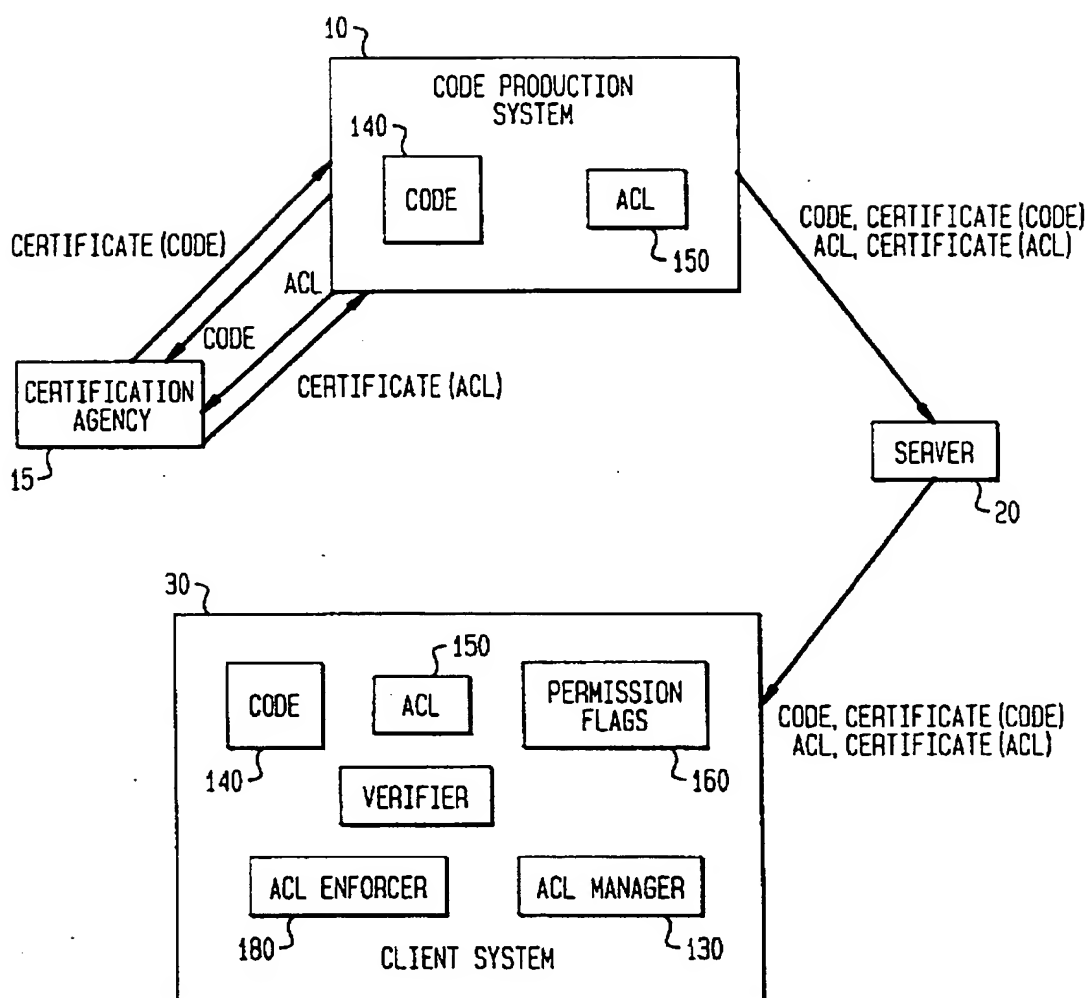 10
CODE PRODUCTION
SYSTEM
140
CODE
ACL
150
CERTIFICATE (CODE)
ACL
CODE
CERTIFICATE (ACL)
CERTIFICATION
AGENCY
15
CODE, CERTIFICATE (CODE)
ACL, CERTIFICATE (ACL)
SERVER
20
30
CODE
140
150
ACL
PERMISSION
FLAGS
160
VERIFIER
CODE, CERTIFICATE (CODE)
ACL, CERTIFICATE (ACL)
ACL ENFORCER
180
ACL MANAGER
130
CLIENT SYSTEM